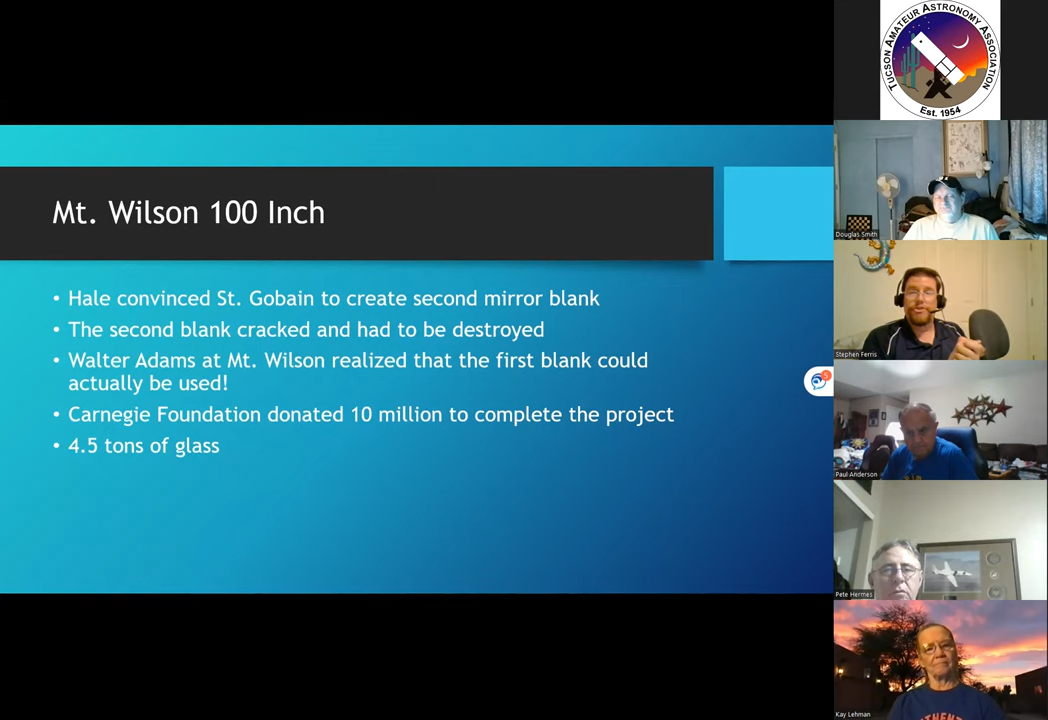 Mt. Wilson 100 Inch
• Hale convinced St. Gobain to create second mirror blank
• The second blank cracked and had to be destroyed
• Walter Adams at Mt. Wilson realized that the first blank could
actually be used!
• Carnegie Foundation donated 10 million to complete the project
• 4.5 tons of glass
TUCSON AMATEUR ASTRONOMY ASSOCIATION
Est. 1954
Douglas Smith
Stephen Ferris
Paul Anderson
Pete Hermes
Kay Lehman